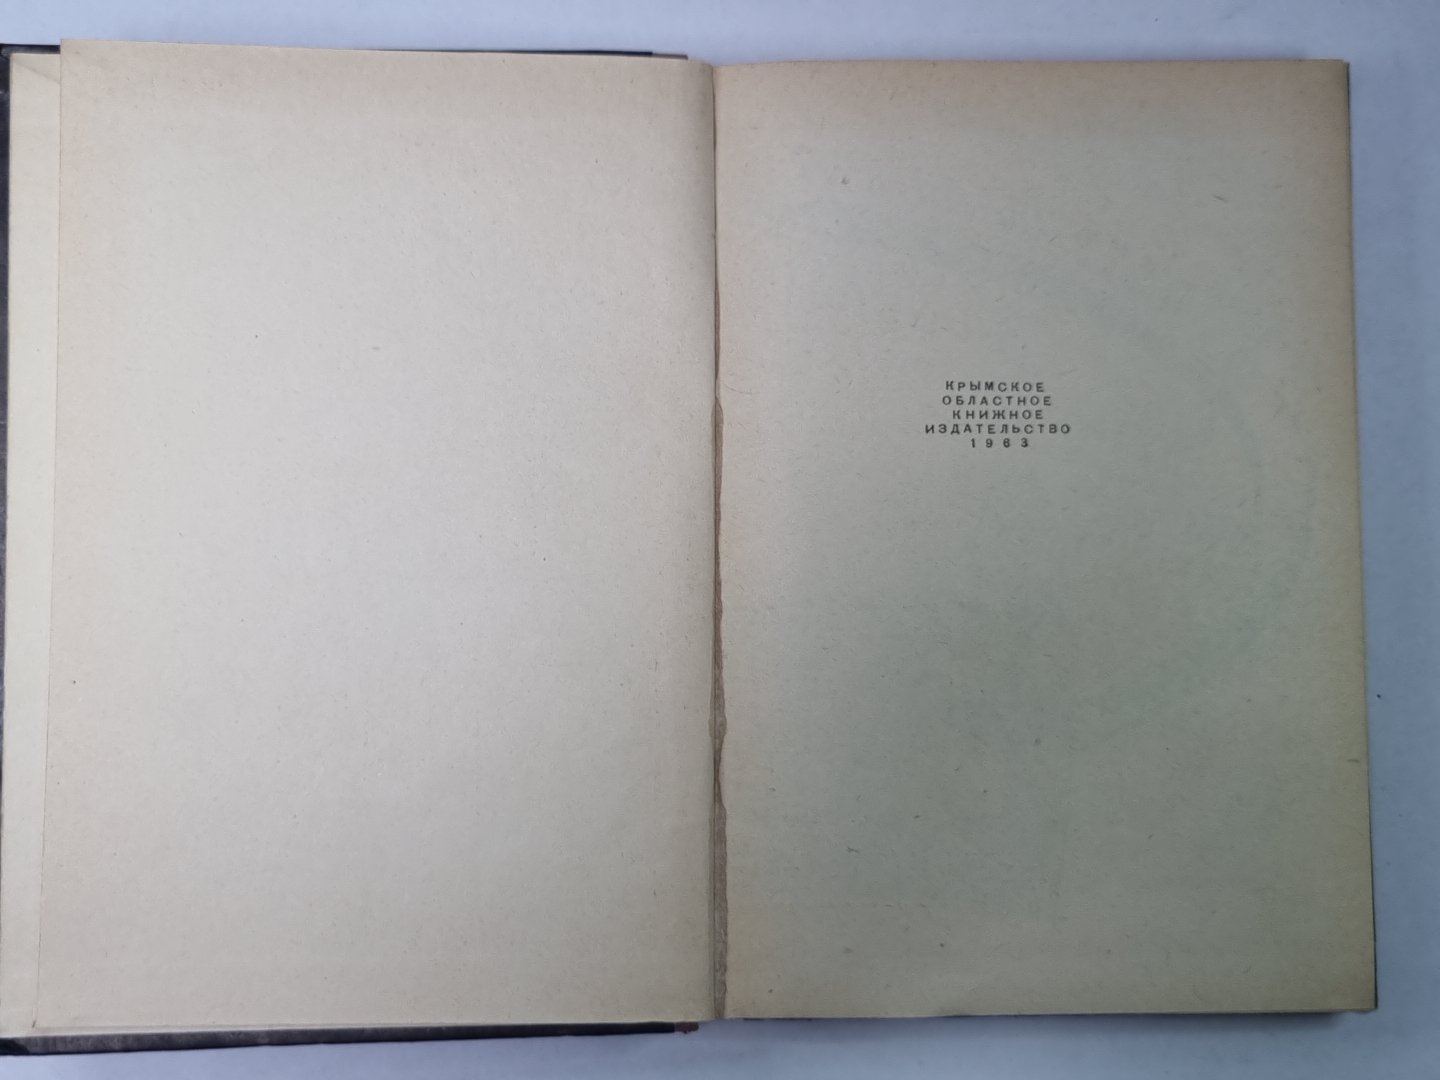 КРЫМСКОЕ
ОБЛАСТНОЕ
КНИЖНОЕ
ИЗДАТЕЛЬСТВО
1963